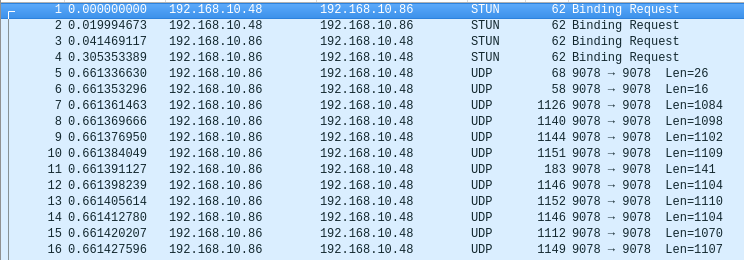 1 0.000000000 192.168.10.48 192.168.10.86 STUN 62 Binding Request
2 0.019994673 192.168.10.48 192.168.10.86 STUN 62 Binding Request
3 0.041469117 192.168.10.86 192.168.10.48 STUN 62 Binding Request
4 0.305353389 192.168.10.86 192.168.10.48 STUN 62 Binding Request
5 0.661336630 192.168.10.86 192.168.10.48 UDP 68 9078 → 9078 Len=26
6 0.661353296 192.168.10.86 192.168.10.48 UDP 58 9078 → 9078 Len=16
7 0.661361463 192.168.10.86 192.168.10.48 UDP 1126 9078 → 9078 Len=1084
8 0.661369666 192.168.10.86 192.168.10.48 UDP 1140 9078 → 9078 Len=1098
9 0.661376950 192.168.10.86 192.168.10.48 UDP 1144 9078 → 9078 Len=1102
10 0.661384049 192.168.10.86 192.168.10.48 UDP 1151 9078 → 9078 Len=1109
11 0.661391127 192.168.10.86 192.168.10.48 UDP 183 9078 → 9078 Len=141
12 0.661398239 192.168.10.86 192.168.10.48 UDP 1146 9078 → 9078 Len=1104
13 0.661405614 192.168.10.86 192.168.10.48 UDP 1152 9078 → 9078 Len=1110
14 0.661412780 192.168.10.86 192.168.10.48 UDP 1146 9078 → 9078 Len=1104
15 0.661420207 192.168.10.86 192.168.10.48 UDP 1112 9078 → 9078 Len=1070
16 0.661427596 192.168.10.86 192.168.10.48 UDP 1149 9078 → 9078 Len=1107